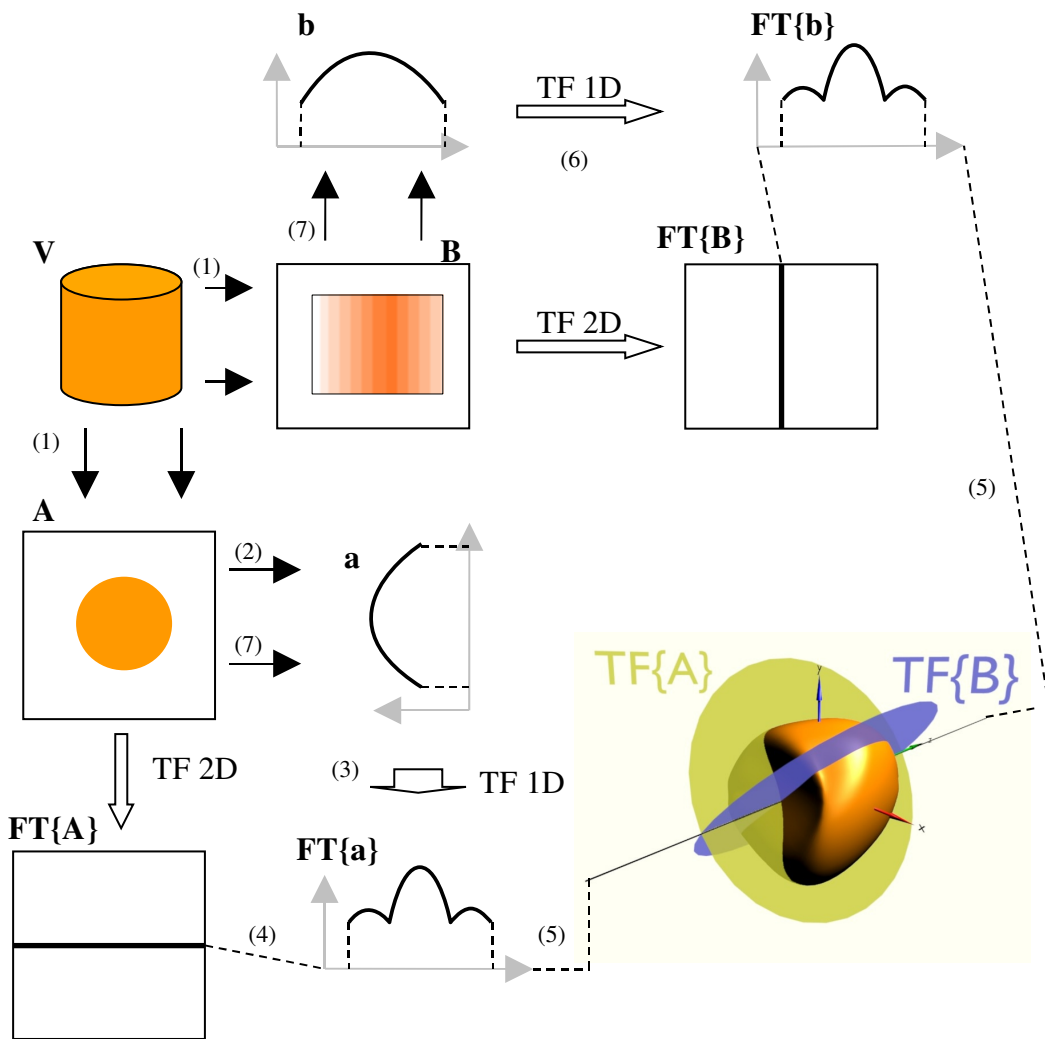 b
FT{b}
TF 1D
(6)
(7)
V
(1)
B
FT{B}
TF 2D
(1)
(5)
A
(2)
a
(7)
TF{A}
TF{B}
y
z
x
TF 2D
(3)
TF 1D
FT{A}
FT{a}
(4)
(5)